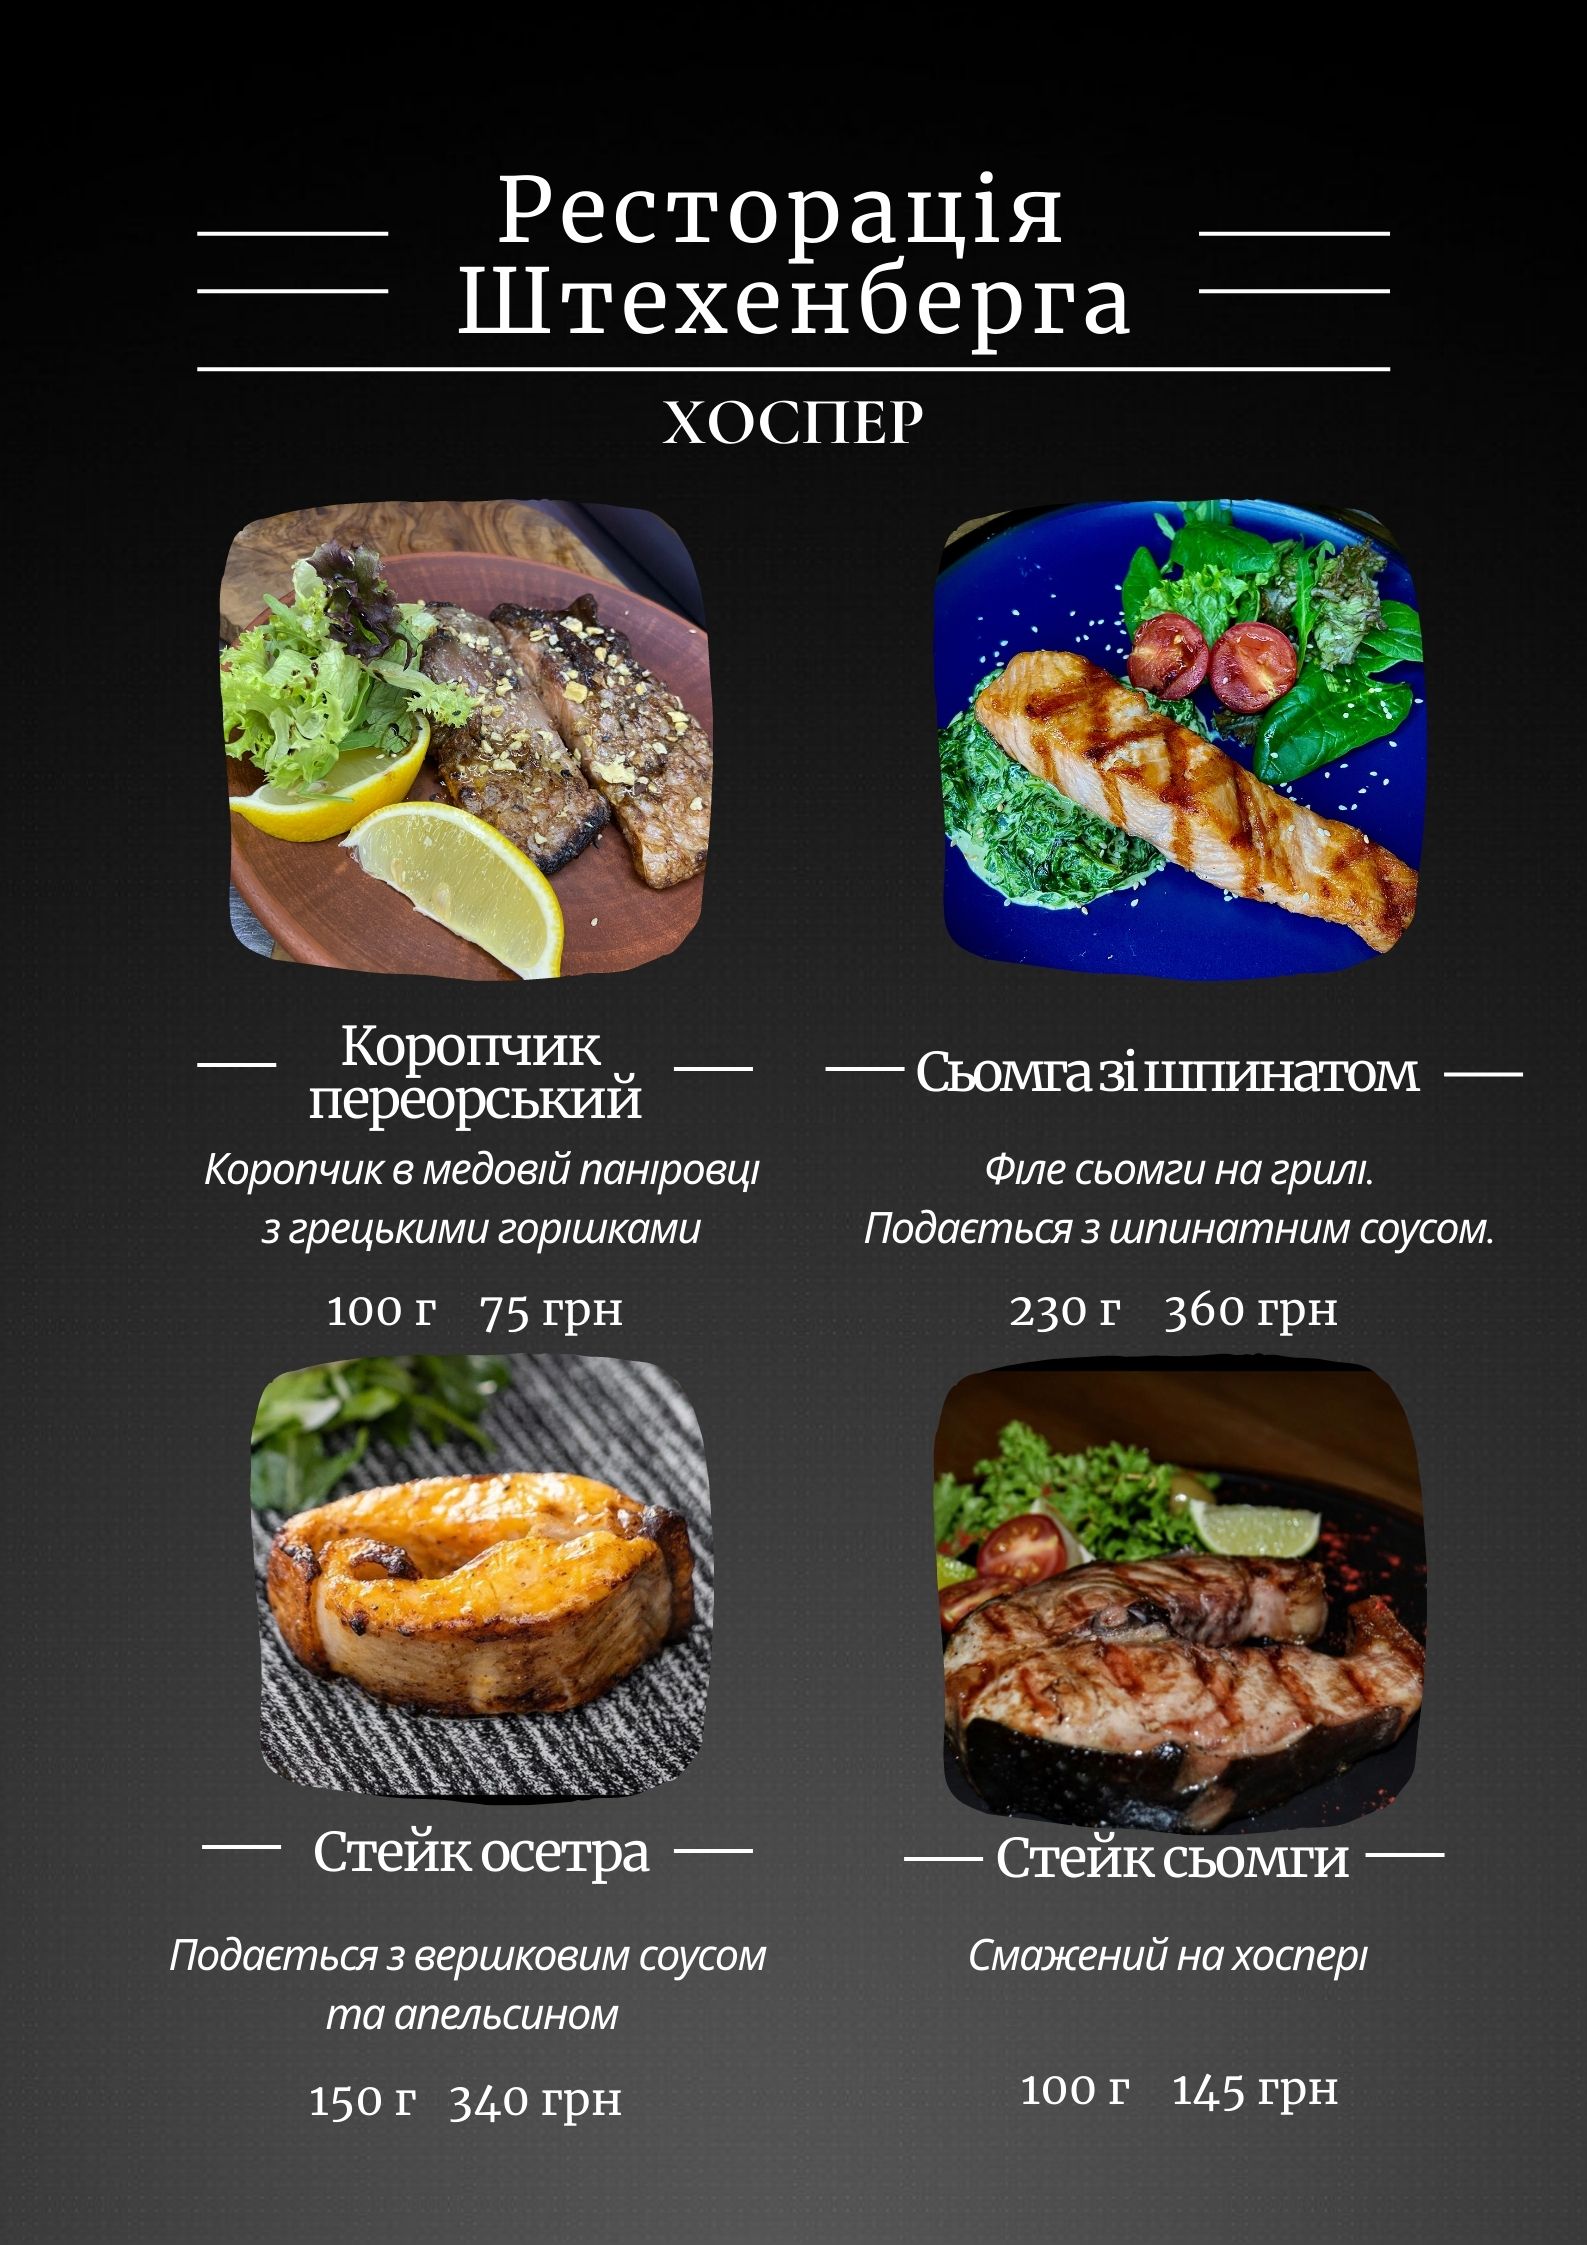 Ресторація
Штехенберга
ХОСПЕР
Коропчик
переорський
Коропчик в медовій паніровці
з грецькими горішками
100 г 75 грн
Сьомга зі шпинатом
Філе сьомги на грилі.
Подається з шпинатним соусом.
230 г 360 грн
Стейк осетра
Подається з вершковим соусом
та апельсином
150 г 340 грн
Стейк сьомги
Смажений на хоспері
100 г 145 грн